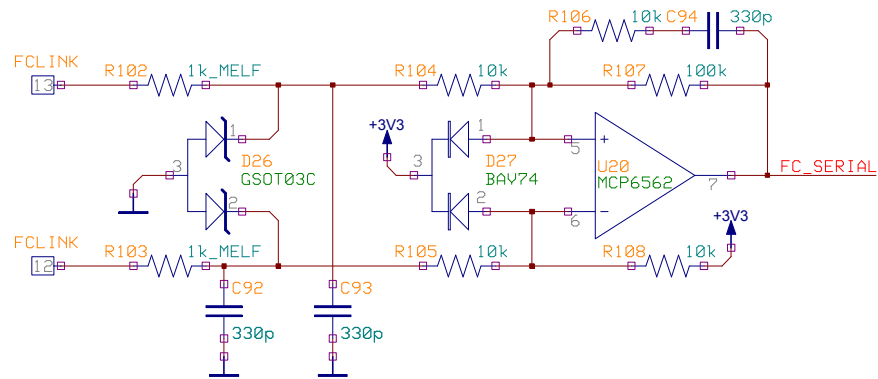 R106 10k C94 330p
FCLINK
13 R102 1k_MELF R104 10k R107 100k
+3V3
1 1 +
3 D26 3 D27 5 U20
GSOT03C BAV74 MCP6562 7 FC_SERIAL
2 2 6 −
+3V3
FCLINK
12 R103 1k_MELF R105 10k R108 10k
C92 C93
330p 330p